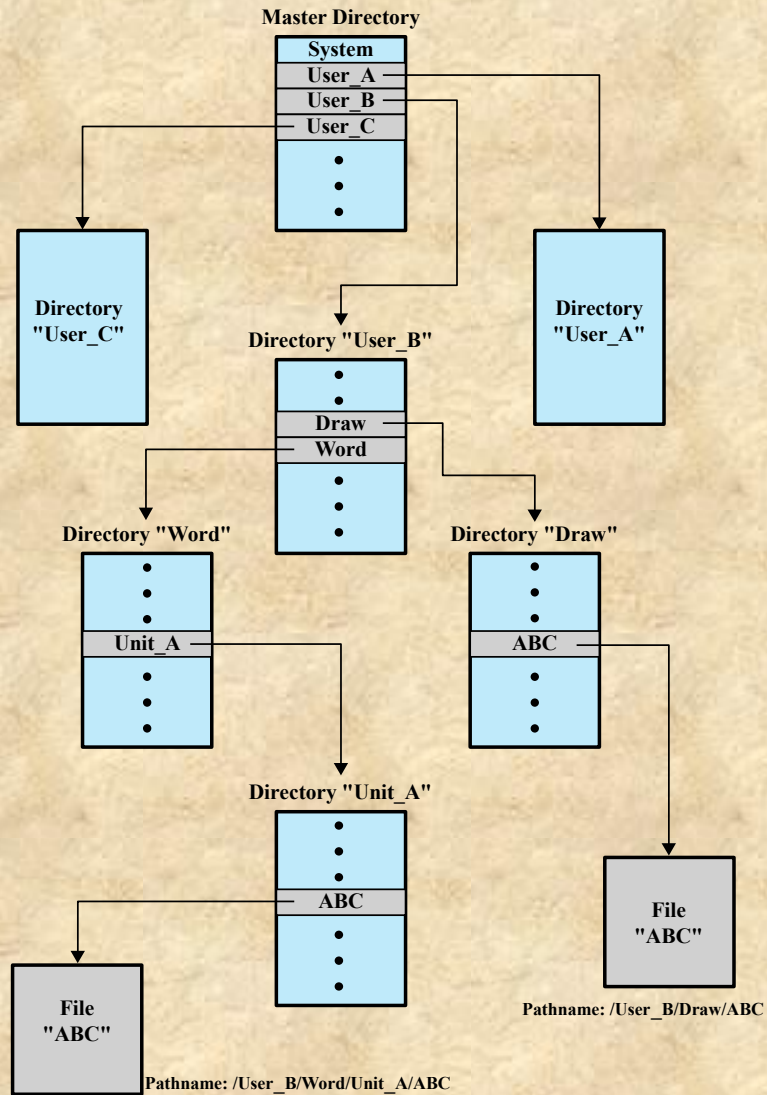 Master Directory
System
User_A
User_B
User_C
Directory
"User_C"
Directory
"User_A"
Directory "User_B"
Draw
Word
Directory "Word"
Directory "Draw"
Unit_A
ABC
Directory "Unit_A"
ABC
File
"ABC"
Pathname: /User_B/Draw/ABC
File
"ABC"
Pathname: /User_B/Word/Unit_A/ABC